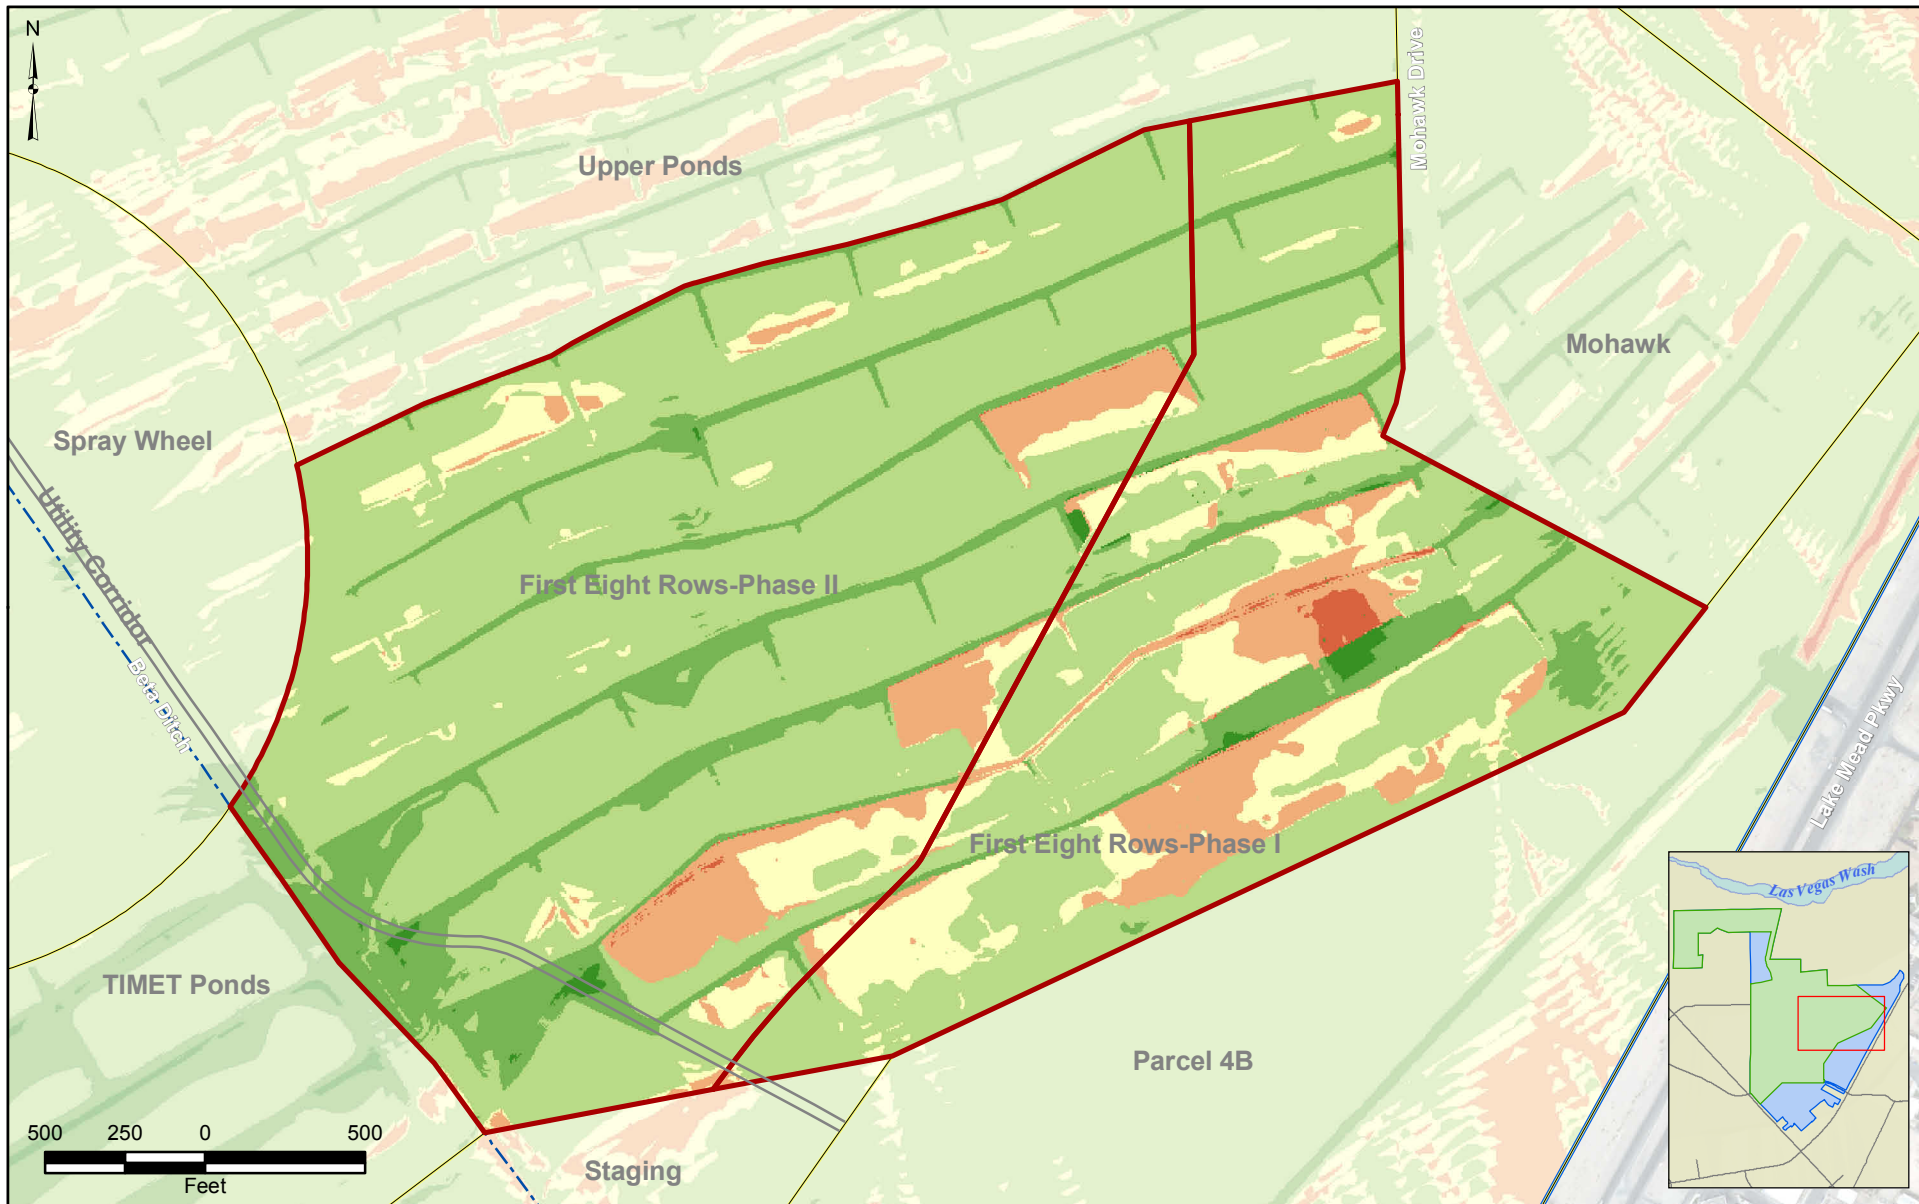 N
Mohawk Drive
Upper Ponds
Mohawk
Spray Wheel
Utility Corridor
First Eight Rows-Phase II
Beta Ditch
Lake Mead Pkwy
First Eight Rows-Phase I
Las Vegas Wash
TIMET Ponds
Parcel 4B
500 250 0 500
Feet
Staging